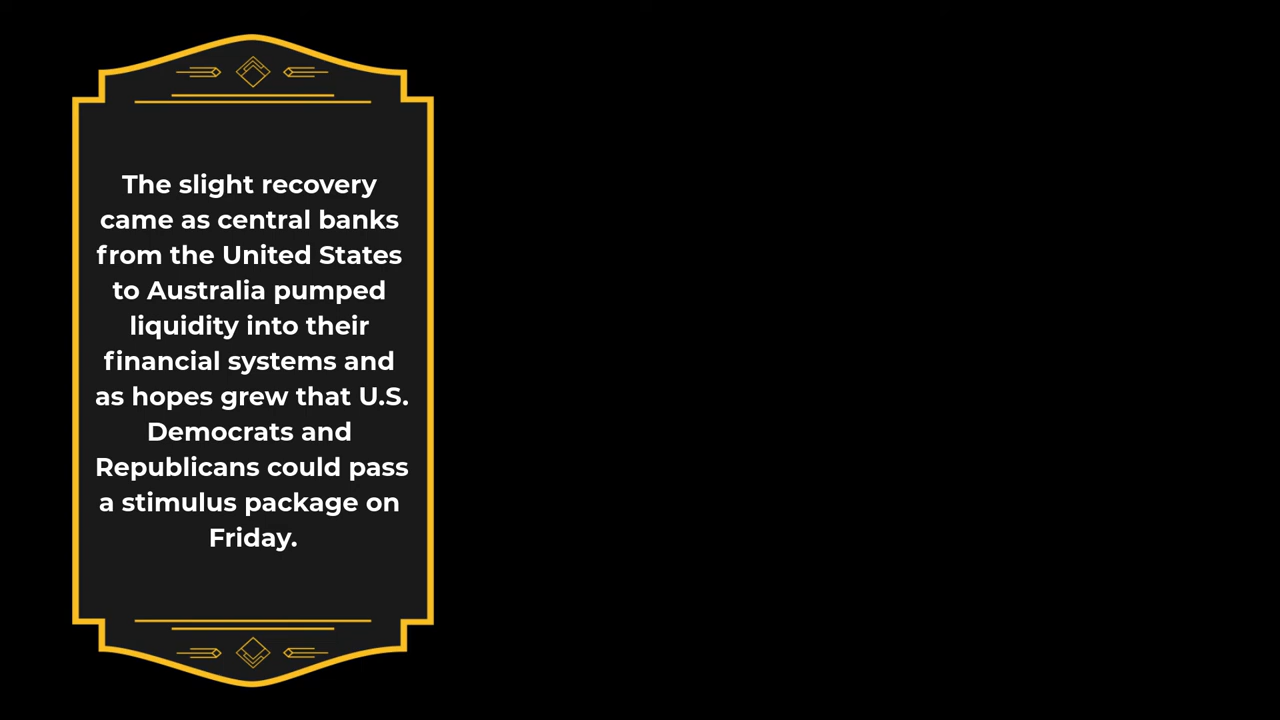 The slight recovery
came as central banks
from the United States
to Australia pumped
liquidity into their
financial systems and
as hopes grew that U.S.
Democrats and
Republicans could pass
a stimulus package on
Friday.